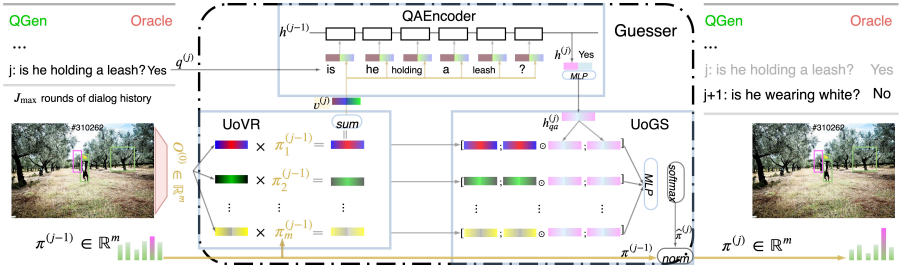 QGen Oracle
...
j: is he holding a leash? Yes
J_max rounds of dialog history
#310262
π^(j-1) ∈ ℝ^m
q^(j)
O^(0) ∈ ℝ^m
QAEncoder
Guesser
h^(j-1)
is he holding a leash ?
h^(j) Yes
MLP
v^(j)
UoVR
sum
=
× π_1^(j-1) =
× π_2^(j-1) =
⋮ ⋮ ⋮
× π_m^(j-1) =
UoGS
h_qa^(j)
[ ; ⊙ ; ; ]
[ ; ⊙ ; ; ]
⋮ ⋮ ⋮
[ ; ⊙ ; ; ]
MLP
softmax
π̂^(j)
π^(j-1)
norm
...
j: is he holding a leash? Yes
j+1: is he wearing white? No
QGen Oracle
#310262
π^(j) ∈ ℝ^m